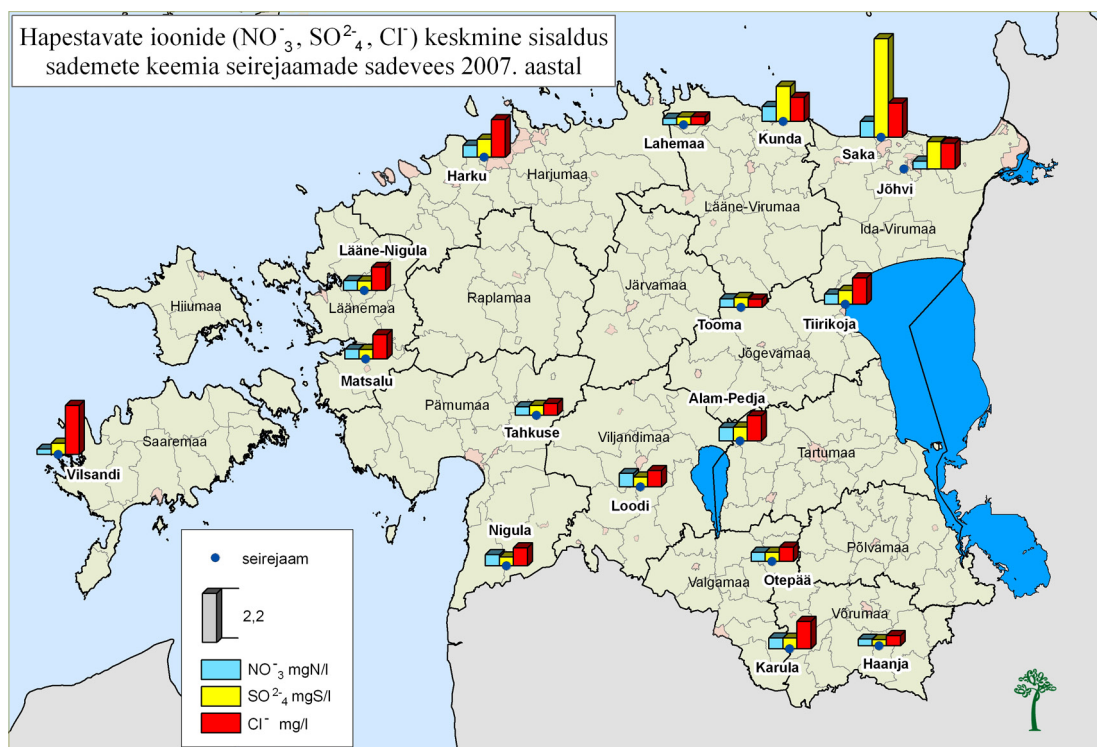 Hapestavate ioonide (NO⁻₃, SO²⁻₄, Cl⁻) keskmine sisaldus
sademete keemia seirejaamade sadevees 2007. aastal
Lahemaa
Kunda
Saka
Harku
Harjumaa
Jõhvi
Lääne-Virumaa
Ida-Virumaa
Lääne-Nigula
Hiiumaa
Läänemaa
Raplamaa
Järvamaa
Tooma
Tiirikoja
Jõgevamaa
Matsalu
Pärnumaa
Alam-Pedja
Tahkuse
Viljandimaa
Saaremaa
Tartumaa
Vilsandi
Loodi
Nigula
Põlvamaa
Otepää
Valgamaa
Võrumaa
Karula
Haanja
seirejaam
2,2
NO⁻₃ mgN/l
SO²⁻₄ mgS/l
Cl⁻ mg/l